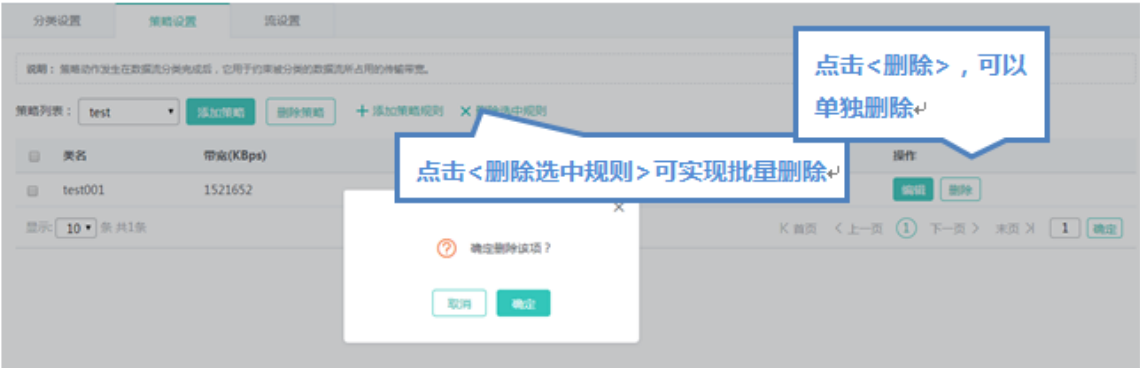 分类设置 策略设置 流设置
说明：策略动作发生在数据流分类完成后，它用于约束被分类的数据流所占用的传输带宽。
点击<删除>，可以
单独删除
策略列表： test 添加策略 删除策略 添加策略规则 删除选中规则
点击<删除选中规则>可实现批量删除
类名 带宽(KBps) 操作
test001 1521652 编辑 删除
显示: 10 条 共1条 首页 上一页 1 下一页 末页 1 确定
确定删除该项？
取消 确定